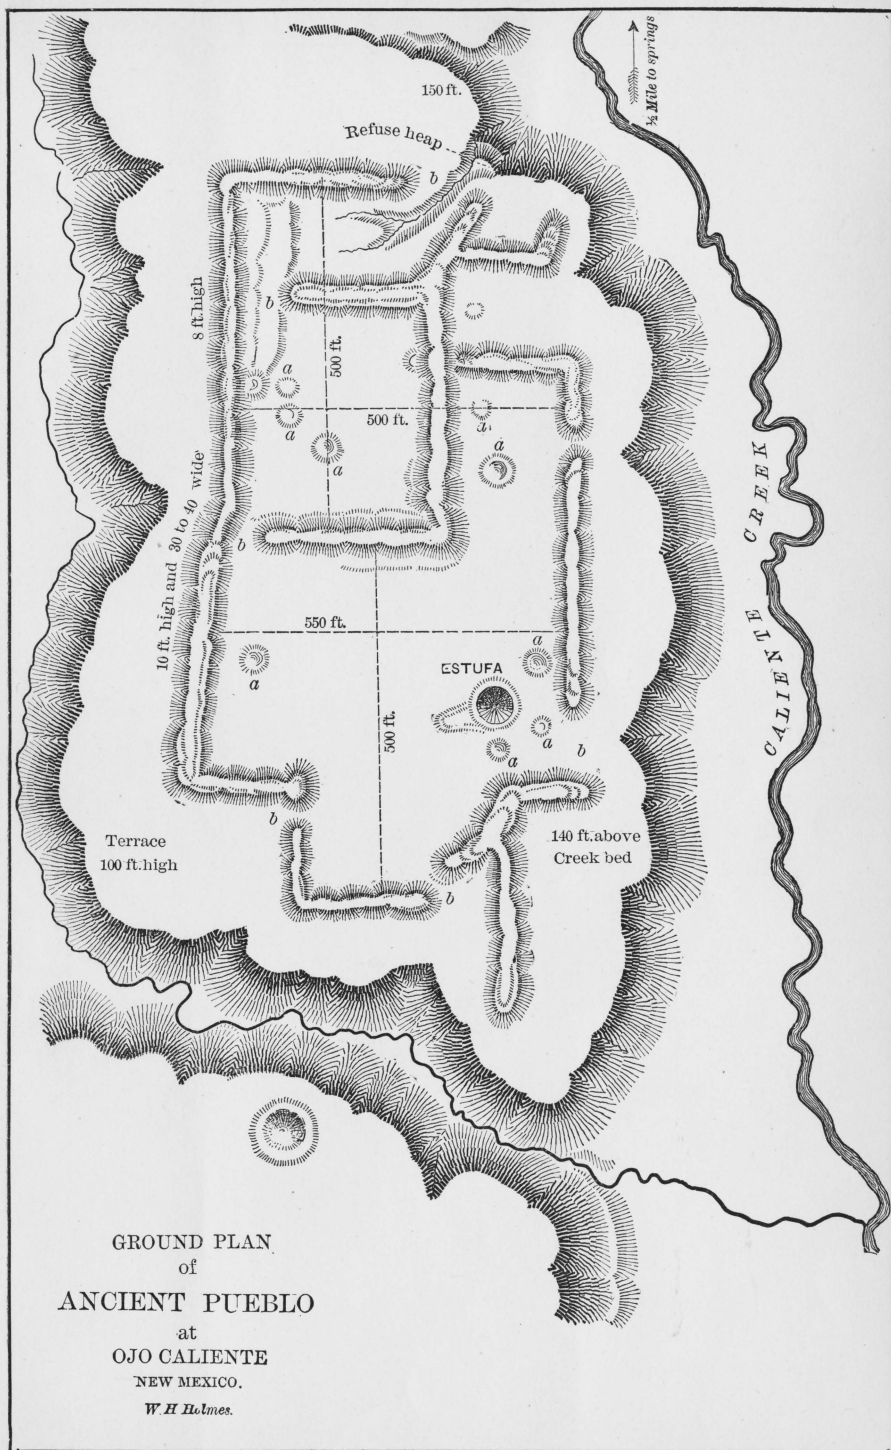 ½ Mile to springs
150 ft.
Refuse heap
b
8 ft. high
b
500 ft.
a
500 ft.
a
a
a
a
10 ft. high and 30 to 40 wide
b
550 ft.
a
a
ESTUFA
500 ft.
a
a
b
b
Terrace
100 ft. high
140 ft. above
Creek bed
b
CALIENTE CREEK
GROUND PLAN
of
ANCIENT PUEBLO
at
OJO CALIENTE
NEW MEXICO.
W. H Holmes.